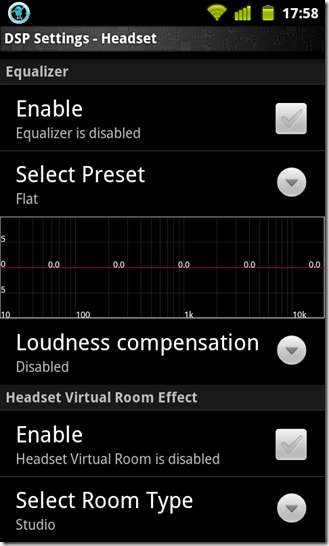 17:58
DSP Settings - Headset
Equalizer
Enable
Equalizer is disabled
Select Preset
Flat
5
0 0.0 0.0 0.0 0.0 0.0
5
10 100 1k 10k
Loudness compensation
Disabled
Headset Virtual Room Effect
Enable
Headset Virtual Room is disabled
Select Room Type
Studio